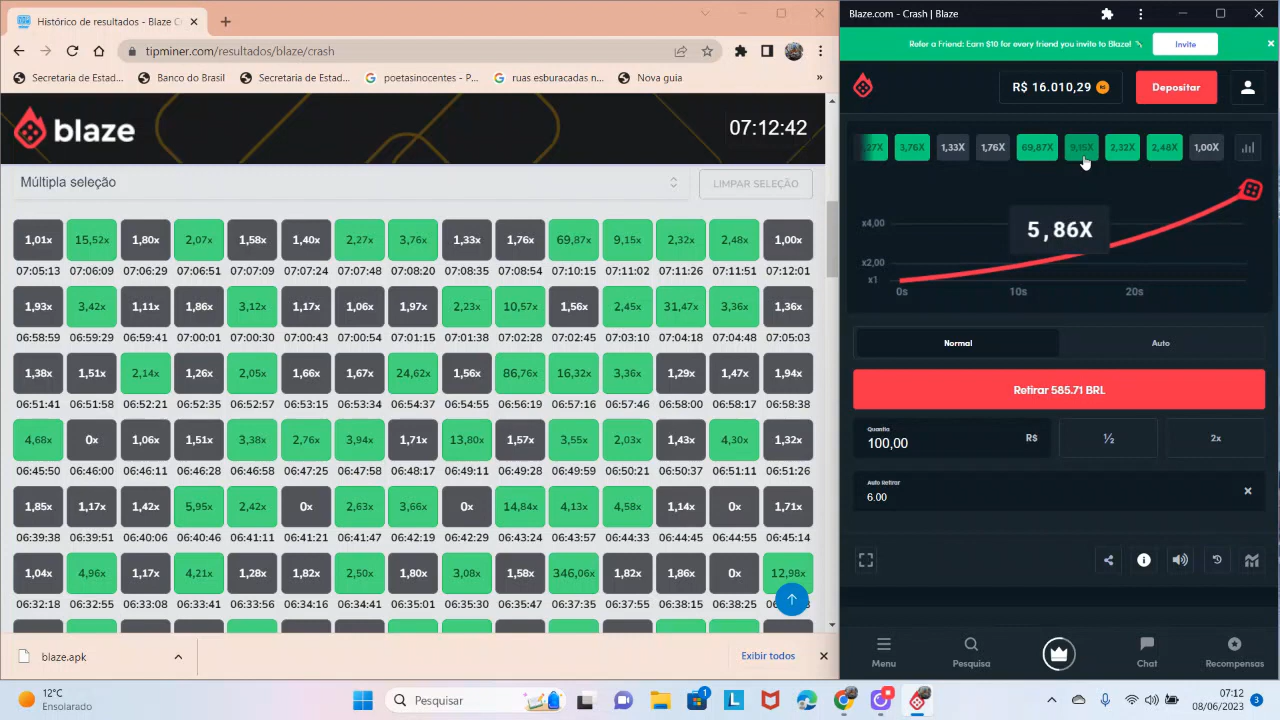 Histórico de resultados - Blaze C
tipminer.com/resultados/blaze/crash
Secretaria de Estad...
Banco do Brasil
Secretaria de Estad...
poptnocentes - P...
ruas esburacadas n...
Nova guia
»
blaze
07:12:42
Múltipla seleção
LIMPAR SELEÇÃO
1,01x 15,52x 1,80x 2,07x 1,58x 1,40x 2,27x 3,76x 1,33x 1,76x 69,87x 9,15x 2,32x 2,48x 1,00x
07:05:13 07:06:09 07:06:29 07:06:51 07:07:09 07:07:26 07:07:48 07:08:20 07:08:35 07:08:54 07:10:15 07:11:02 07:11:26 07:11:51 07:12:01
1,93x 3,42x 1,11x 1,86x 3,12x 1,17x 1,06x 1,97x 2,23x 10,57x 1,56x 2,45x 31,47x 3,36x 1,36x
06:58:59 06:59:29 06:59:41 07:00:01 07:00:30 07:00:43 07:00:54 07:01:15 07:01:38 07:02:28 07:02:45 07:03:10 07:04:18 07:04:48 07:05:03
1,38x 1,51x 2,14x 1,26x 2,05x 1,66x 1,67x 24,62x 1,56x 86,76x 16,32x 3,36x 1,29x 1,47x 1,94x
06:51:41 06:51:58 06:52:21 06:52:35 06:52:57 06:53:15 06:53:33 06:54:37 06:54:55 06:56:19 06:57:16 06:57:46 06:58:00 06:58:17 06:58:38
4,68x 0x 1,06x 1,51x 3,38x 2,76x 3,94x 1,71x 13,80x 1,57x 3,55x 2,03x 1,43x 4,30x 1,32x
06:45:50 06:46:00 06:46:11 06:46:28 06:46:58 06:47:25 06:47:58 06:48:17 06:49:11 06:49:28 06:49:59 06:50:21 06:50:37 06:51:11 06:51:26
1,85x 1,17x 1,42x 5,95x 2,42x 0x 2,63x 3,66x 0x 14,84x 4,13x 4,58x 1,14x 0x 1,71x
06:39:38 06:39:51 06:40:06 06:40:46 06:41:11 06:41:21 06:41:47 06:42:19 06:42:29 06:43:24 06:43:57 06:44:33 06:44:45 06:44:55 06:45:14
1,04x 4,96x 1,17x 4,21x 1,28x 1,82x 2,50x 1,80x 3,08x 1,58x 346,06x 1,82x 1,86x 0x 12,98x
06:32:18 06:32:55 06:33:08 06:33:41 06:33:56 06:34:16 06:34:41 06:35:01 06:35:29 06:35:47 06:37:35 06:37:55 06:38:15 06:38:25
blaze.apk
Exibir todos
Blaze.com - Crash | Blaze
Refer a Friend: Earn $10 for every friend you invite to Blaze!
Invite
R$ 16.010,29
Depositar
,27X 3,76X 1,33X 1,76X 69,87X 9,15X 2,32X 2,48X 1,00X
5,86X
x4,00
x2,00
x1
0s 10s 20s
Normal
Auto
Retirar 585.71 BRL
Quantia
100,00
R$
½
2x
Auto Retirar
6.00
Menu
Pesquisa
Chat
Recompensas
12°C
Ensolarado
Pesquisar
07:12
08/06/2023